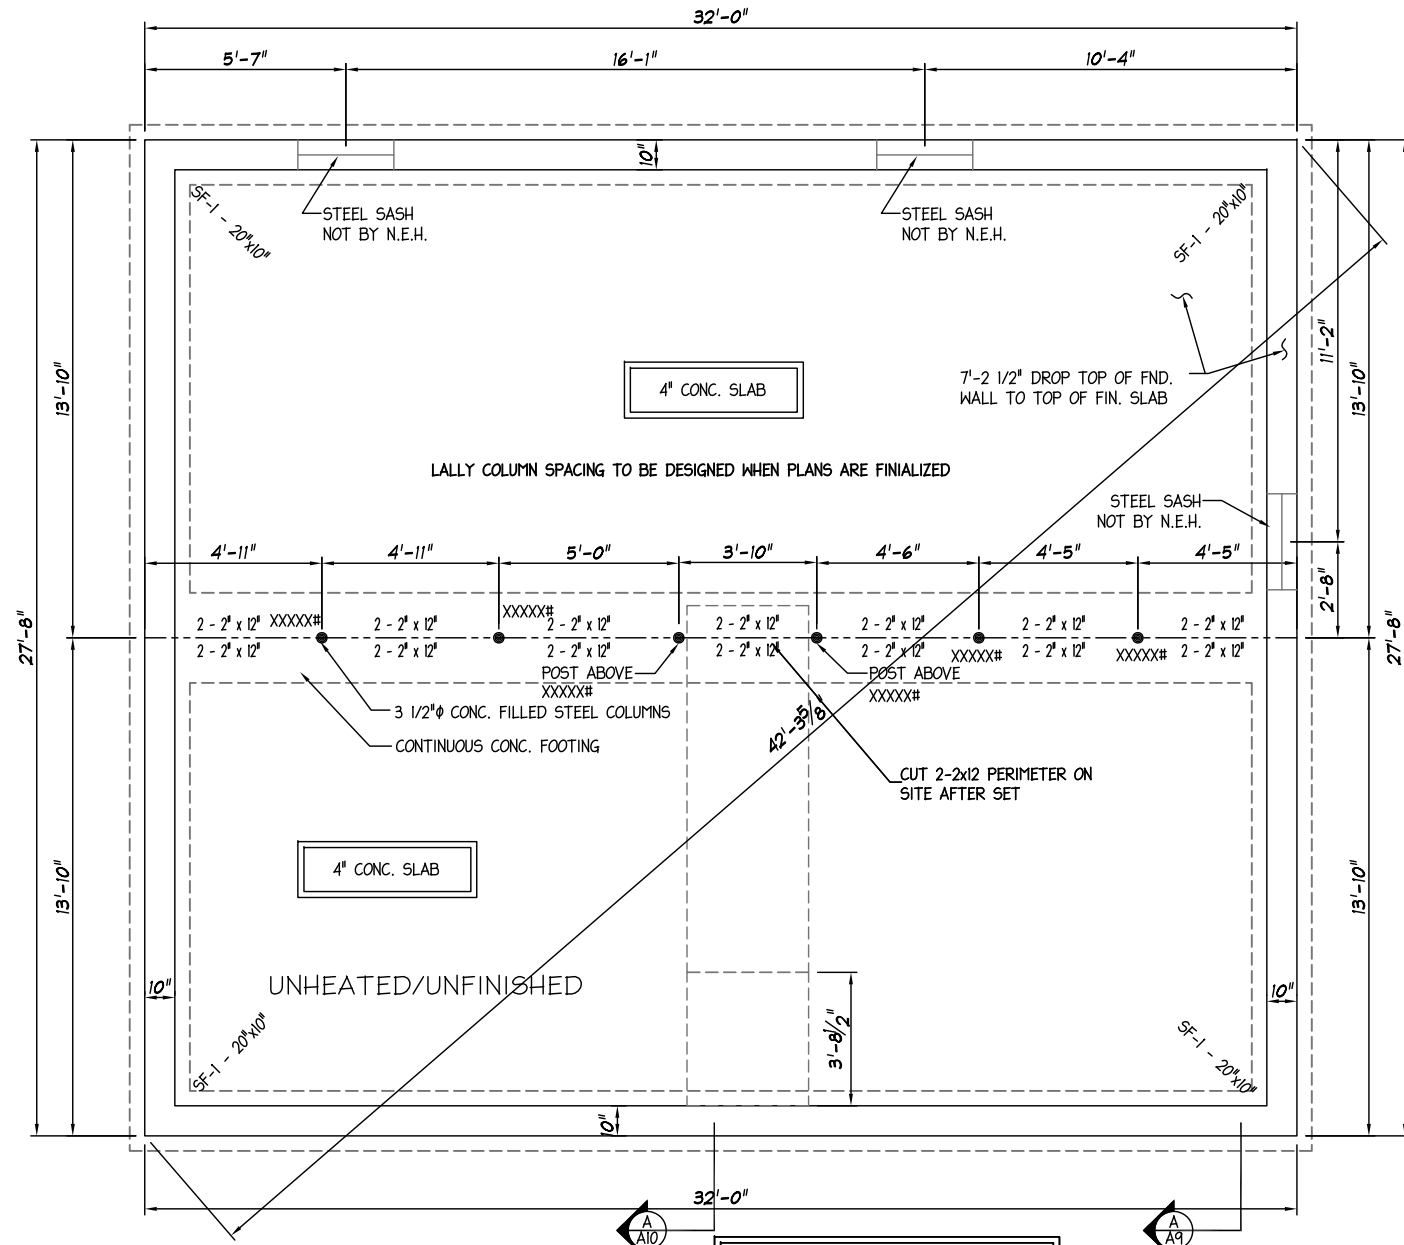 32'-0"
5'-7"
16'-1"
10'-4"
10"
SF-1 - 20"x10"
SF-1 - 20"x10"
STEEL SASH
NOT BY N.E.H.
STEEL SASH
NOT BY N.E.H.
11'-2"
13'-10"
13'-10"
7'-2 1/2" DROP TOP OF FND.
WALL TO TOP OF FIN. SLAB
4" CONC. SLAB
LALLY COLUMN SPACING TO BE DESIGNED WHEN PLANS ARE FINIALIZED
STEEL SASH
NOT BY N.E.H.
4'-11"
4'-11"
5'-0"
3'-10"
4'-6"
4'-5"
4'-5"
2'-8"
27'-8"
27'-8"
2 - 2" x 12"
XXXXX#
2 - 2" x 12"
XXXXX#
2 - 2" x 12"
2 - 2" x 12"
2 - 2" x 12"
2 - 2" x 12"
2 - 2" x 12"
2 - 2" x 12"
2 - 2" x 12"
2 - 2" x 12"
2 - 2" x 12"
2 - 2" x 12"
XXXXX#
2 - 2" x 12"
XXXXX#
2 - 2" x 12"
POST ABOVE
XXXXX#
POST ABOVE
XXXXX#
3 1/2"ϕ CONC. FILLED STEEL COLUMNS
CONTINUOUS CONC. FOOTING
42'-3 5/8"
CUT 2-2x12 PERIMETER ON
SITE AFTER SET
4" CONC. SLAB
13'-10"
13'-10"
UNHEATED/UNFINISHED
10"
10"
3'-8 1/2"
SF-1 - 20"x10"
SF-1 - 20"x10"
10"
32'-0"
A
A10
A
A9